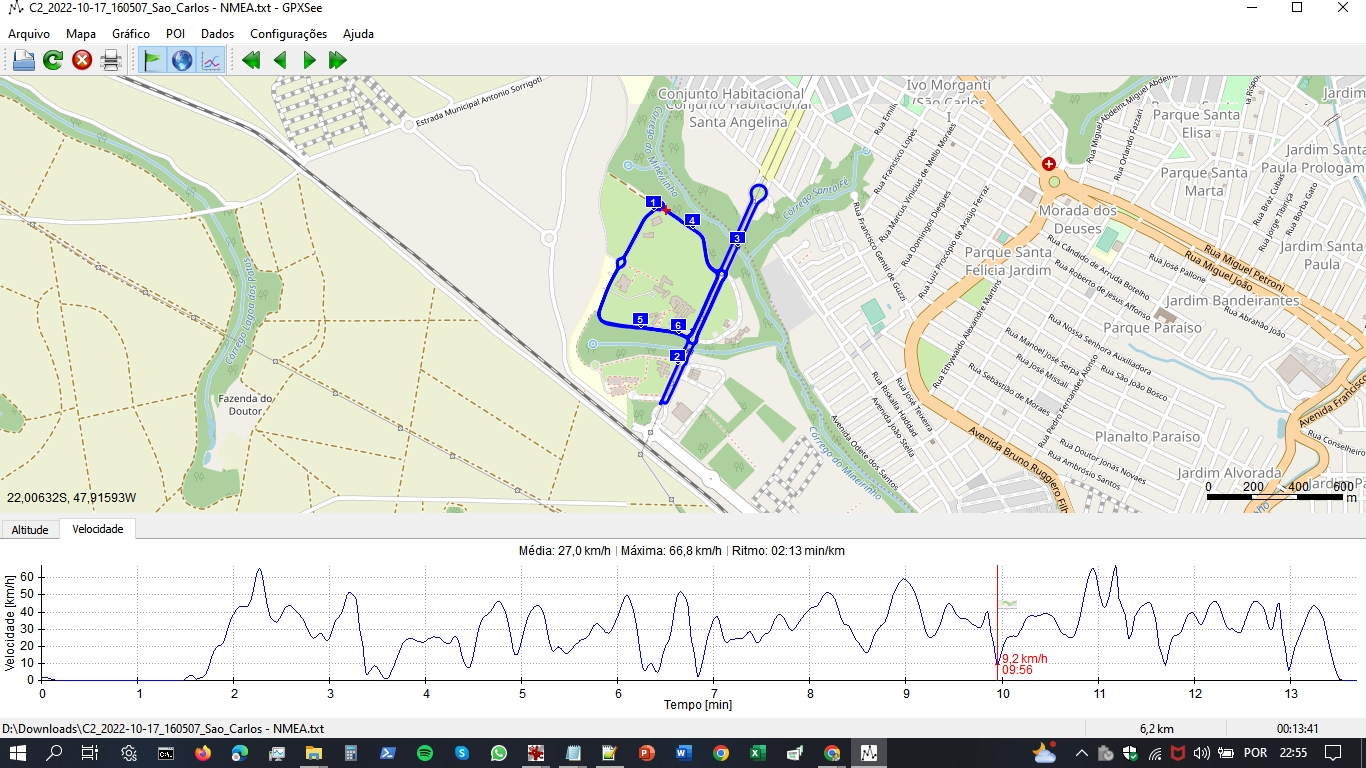 C2_2022-10-17_160507_Sao_Carlos - NMEA.txt - GPXSee
Arquivo Mapa Gráfico POI Dados Configurações Ajuda
Estrada Municipal Antonio Sorrigoti
Conjunto Habitacional
Conjunto Habitacional
Santa Angelina
Ivo Morganti
(São Carlos
I
Parque Santa
Elisa
Jardim
Jardim Santa
Paula Prologam
Parque Santa
Marta
Morada dos
Deuses
Parque Santa
Felícia Jardim
Jardim Santa
Paula
Jardim Bandeirantes
Parque Paraíso
Planalto Paraíso
Jardim Alvorada
Rua Francisco Lopes
Rua Marcus Vinicius de Mello Moraes
Rua Domingos Diegues
Rua Luiz Procópio de Araújo Ferraz
Rua Francisco Gentil de Guzzi
Rua Miguel Abdelnur
Rua Orlando Fazzari
Rua Braz Cubas
Rua Jorge Tibiriça
Rua Borba Gato
Rua Miguel Petroni
Rua Miguel João
Rua Cândido de Arruda Botelho
Rua José Pallone
Rua Roberto de Jesus Affonso
Rua Abrahão João
Rua Nossa Senhora Auxiliadora
Rua Manoel José Serpa
Rua José Missali
Rua São João Bosco
Rua Sebastião de Moraes
Rua Pedro Fernandes Alonso
Rua Ethywaldo Alexandre Martins
Rua Doutor Jonas Novaes
Rua Ambrósio Santos
Avenida Bruno Ruggiero Filho
Rua Riskalla Haddad
Rua José Teixeira
Avenida João Stella
Avenida Odete dos Santos
Rua Conselheiro
Avenida Francisco
Córrego do Mineirinho
Córrego Santa Fé
Córrego do Mineirinho
Córrego Lagoa dos Patos
Fazenda do
Doutor
1
4
3
5
6
2
22,00632S, 47,91593W
0 200 400 600
m
Altitude Velocidade
Média: 27,0 km/h | Máxima: 66,8 km/h | Ritmo: 02:13 min/km
Velocidade [km/h]
60
50
40
30
20
10
0
9,2 km/h
09:56
0 1 2 3 4 5 6 7 8 9 10 11 12 13
Tempo [min]
D:\Downloads\C2_2022-10-17_160507_Sao_Carlos - NMEA.txt 6,2 km 00:13:41
POR 22:55